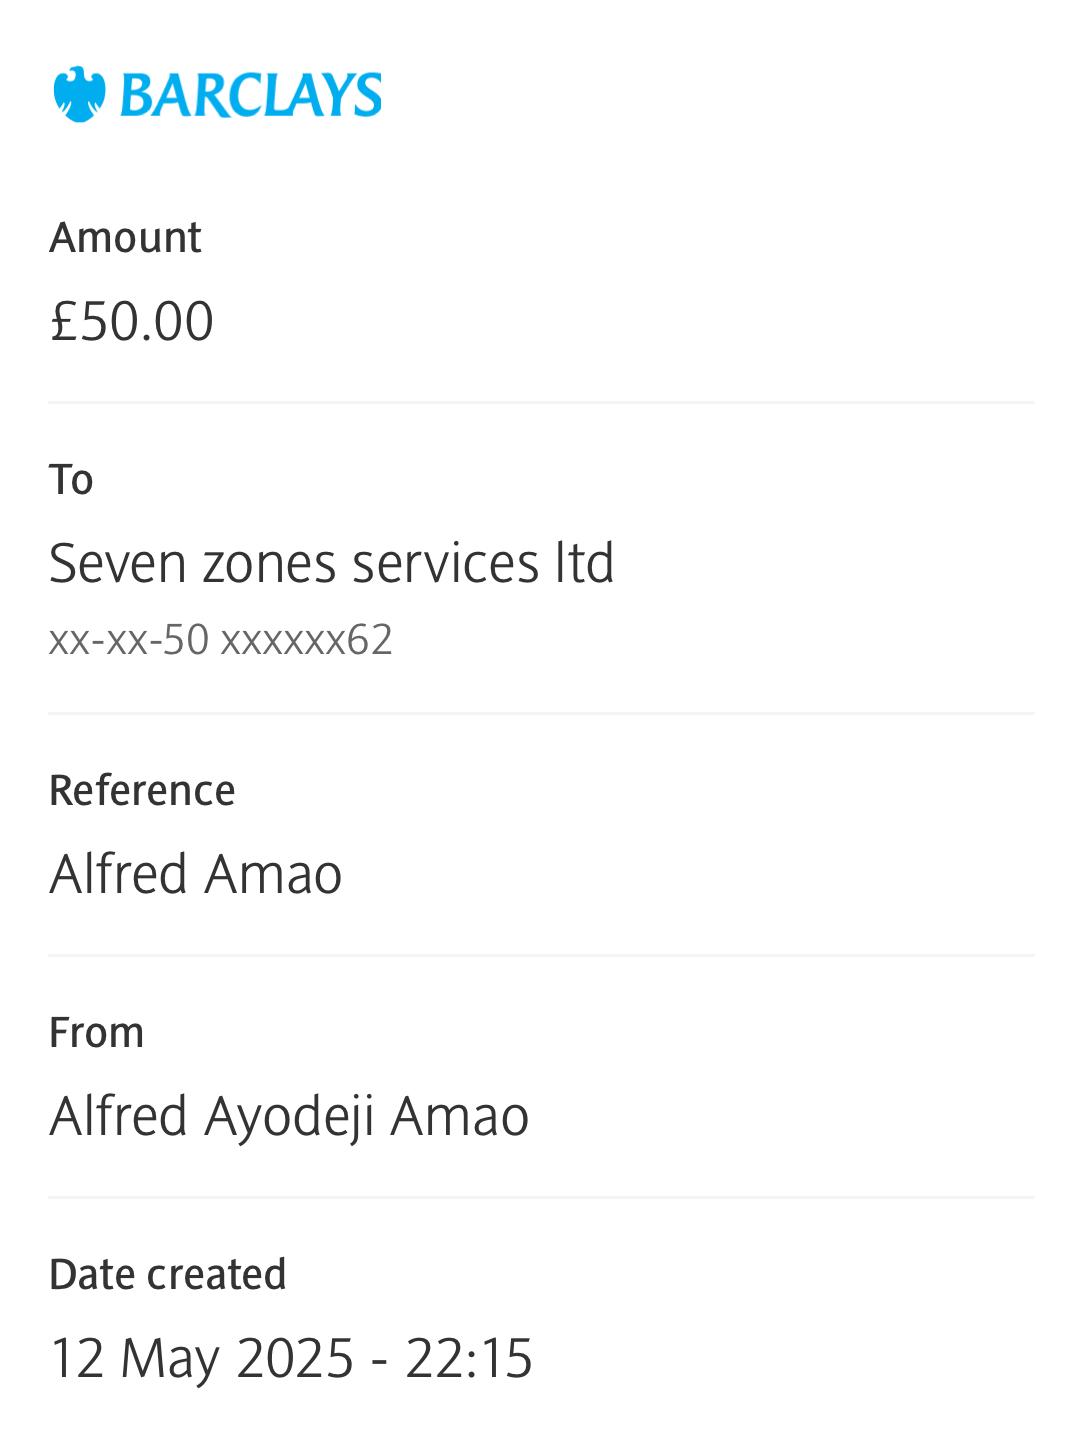 BARCLAYS
Amount
£50.00
To
Seven zones services ltd
xx-xx-50 xxxxxx62
Reference
Alfred Amao
From
Alfred Ayodeji Amao
Date created
12 May 2025 - 22:15